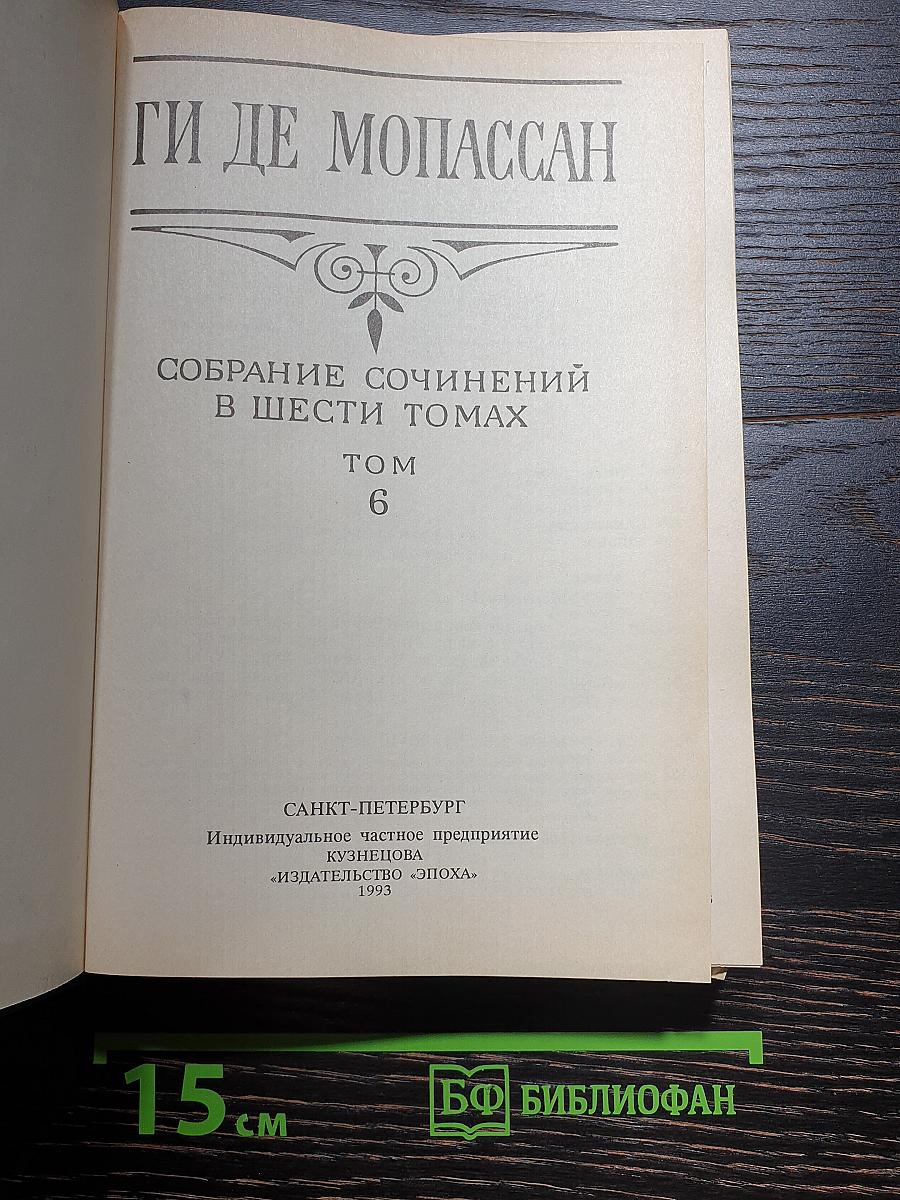 ГИ ДЕ МОПАССАН
СОБРАНИЕ СОЧИНЕНИЙ
В ШЕСТИ ТОМАХ
ТОМ
6
САНКТ-ПЕТЕРБУРГ
Индивидуальное частное предприятие
КУЗНЕЦОВА
«ИЗДАТЕЛЬСТВО «ЭПОХА»
1993
15 см
БФ БИБЛИОФАН